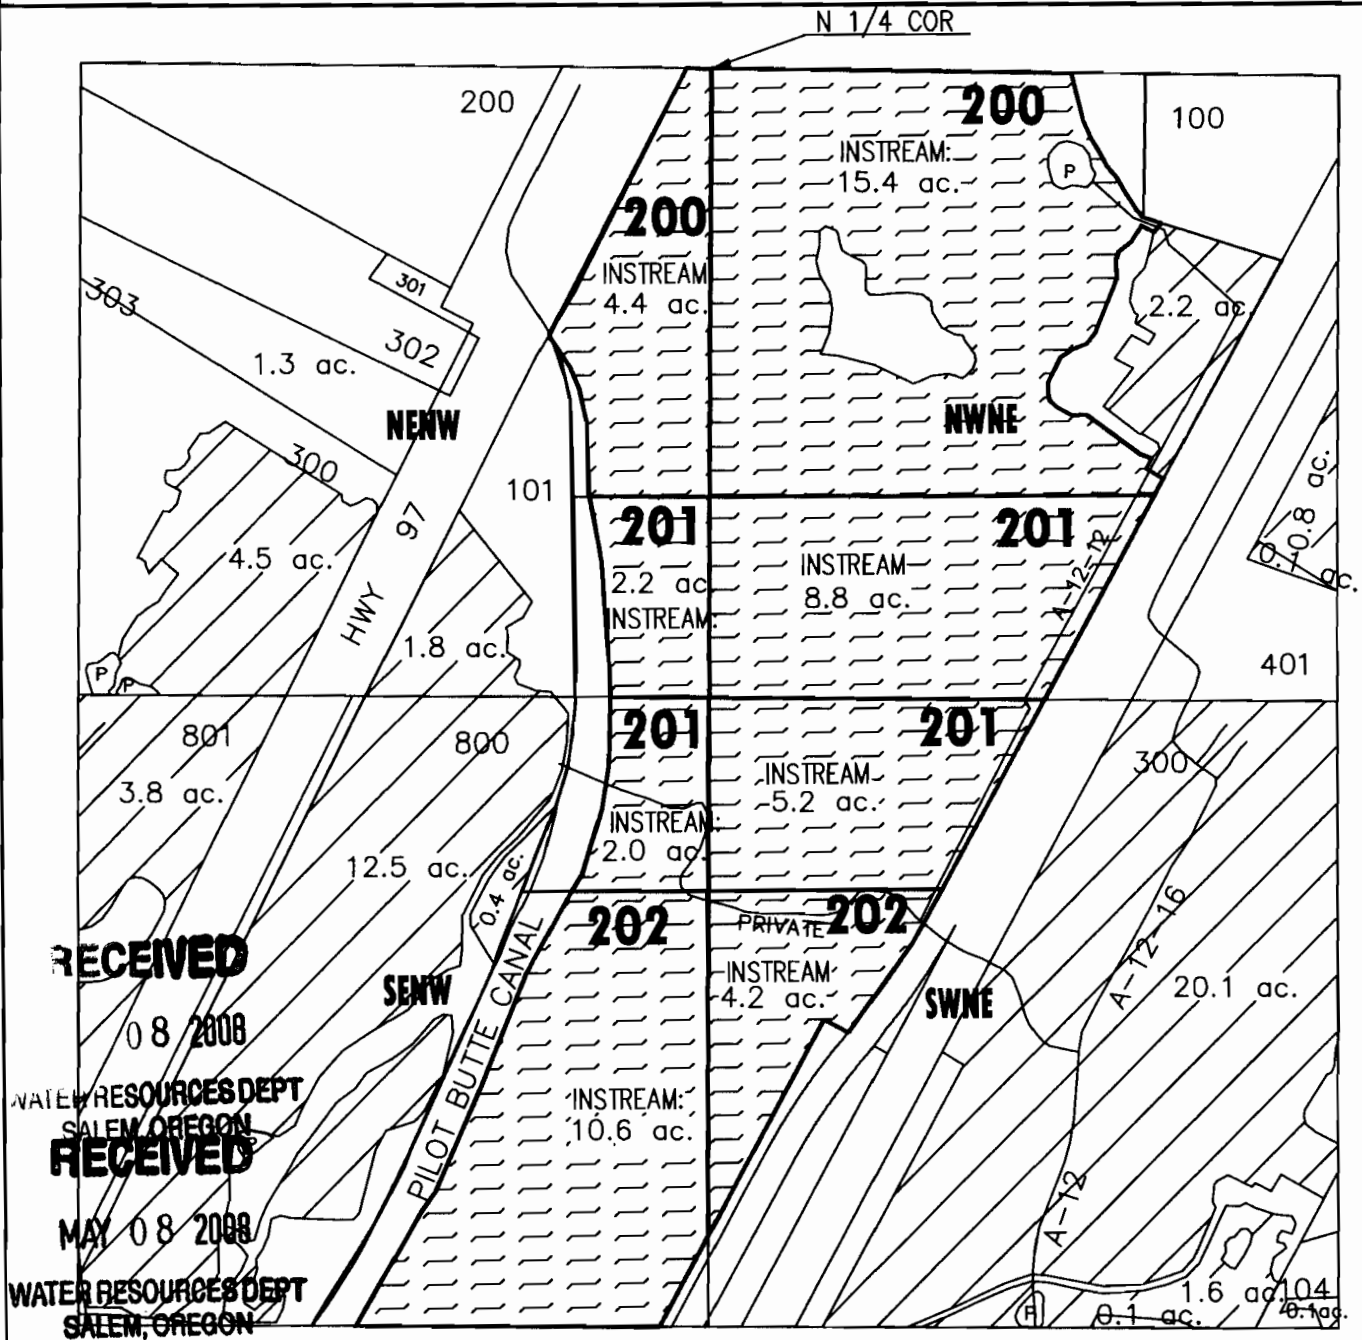 N 1/4 COR
200
200
100
INSTREAM:
15.4 ac.
P
200
INSTREAM
4.4 ac.
301
303
302
2.2 ac.
1.3 ac.
NENW
NWNE
300
101
97
HWY
201
201
0.8 ac.
0.1 ac.
4.5 ac.
2.2 ac
INSTREAM:
INSTREAM
8.8 ac.
A-12-12
1.8 ac.
401
P
P
801
800
201
201
300
3.8 ac.
INSTREAM
5.2 ac.
INSTREAM:
2.0 ac.
12.5 ac.
0.4 ac.
202
PRIVATE
202
A-12-16
RECEIVED
SENW
PILOT BUTTE CANAL
INSTREAM
4.2 ac.
SWNE
20.1 ac.
08 2008
WATER RESOURCES DEPT
SALEM, OREGON
INSTREAM:
10.6 ac.
RECEIVED
MAY 08 2008
A-12
WATER RESOURCES DEPT
SALEM, OREGON
1.6 ac.
104
0.1 ac.
0.1 ac.